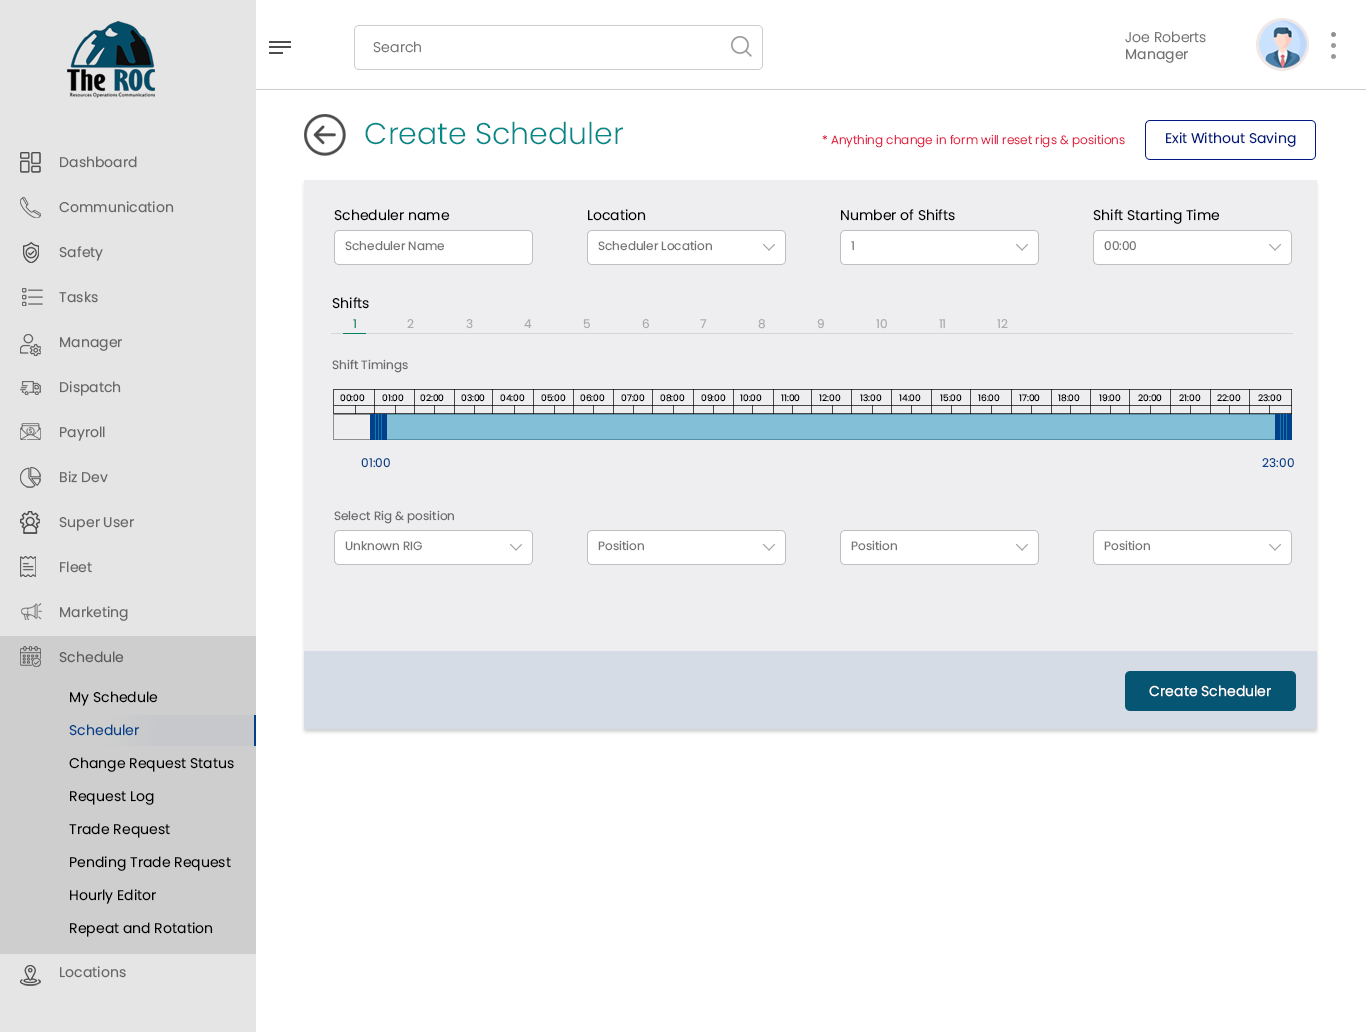 The ROC
Resources Operations Communications
Search
Joe Roberts
Manager
Dashboard
Communication
Safety
Tasks
Manager
Dispatch
Payroll
Biz Dev
Super User
Fleet
Marketing
Schedule
My Schedule
Scheduler
Change Request Status
Request Log
Trade Request
Pending Trade Request
Hourly Editor
Repeat and Rotation
Locations
Create Scheduler
* Anything change in form will reset rigs & positions
Exit Without Saving
Scheduler name Location Number of Shifts Shift Starting Time
Scheduler Name Scheduler Location 1 00:00
Shifts
1 2 3 4 5 6 7 8 9 10 11 12
Shift Timings
00:00 01:00 02:00 03:00 04:00 05:00 06:00 07:00 08:00 09:00 10:00 11:00 12:00 13:00 14:00 15:00 16:00 17:00 18:00 19:00 20:00 21:00 22:00 23:00
01:00 23:00
Select Rig & position
Unknown RIG Position Position Position
Create Scheduler